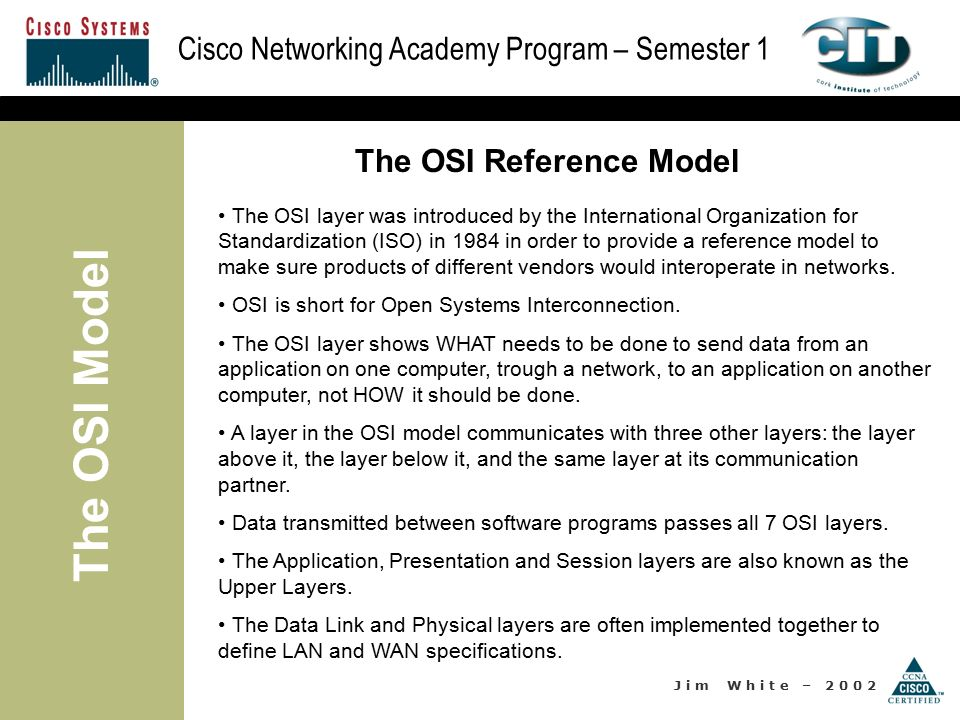 CISCO SYSTEMS
®
Cisco Networking Academy Program – Semester 1
CIT
cork institute of technology
The OSI Model
The OSI Reference Model
• The OSI layer was introduced by the International Organization for
Standardization (ISO) in 1984 in order to provide a reference model to
make sure products of different vendors would interoperate in networks.
• OSI is short for Open Systems Interconnection.
• The OSI layer shows WHAT needs to be done to send data from an
application on one computer, trough a network, to an application on another
computer, not HOW it should be done.
• A layer in the OSI model communicates with three other layers: the layer
above it, the layer below it, and the same layer at its communication
partner.
• Data transmitted between software programs passes all 7 OSI layers.
• The Application, Presentation and Session layers are also known as the
Upper Layers.
• The Data Link and Physical layers are often implemented together to
define LAN and WAN specifications.
Jim White – 2002
CCNA
CISCO
CERTIFIED
™